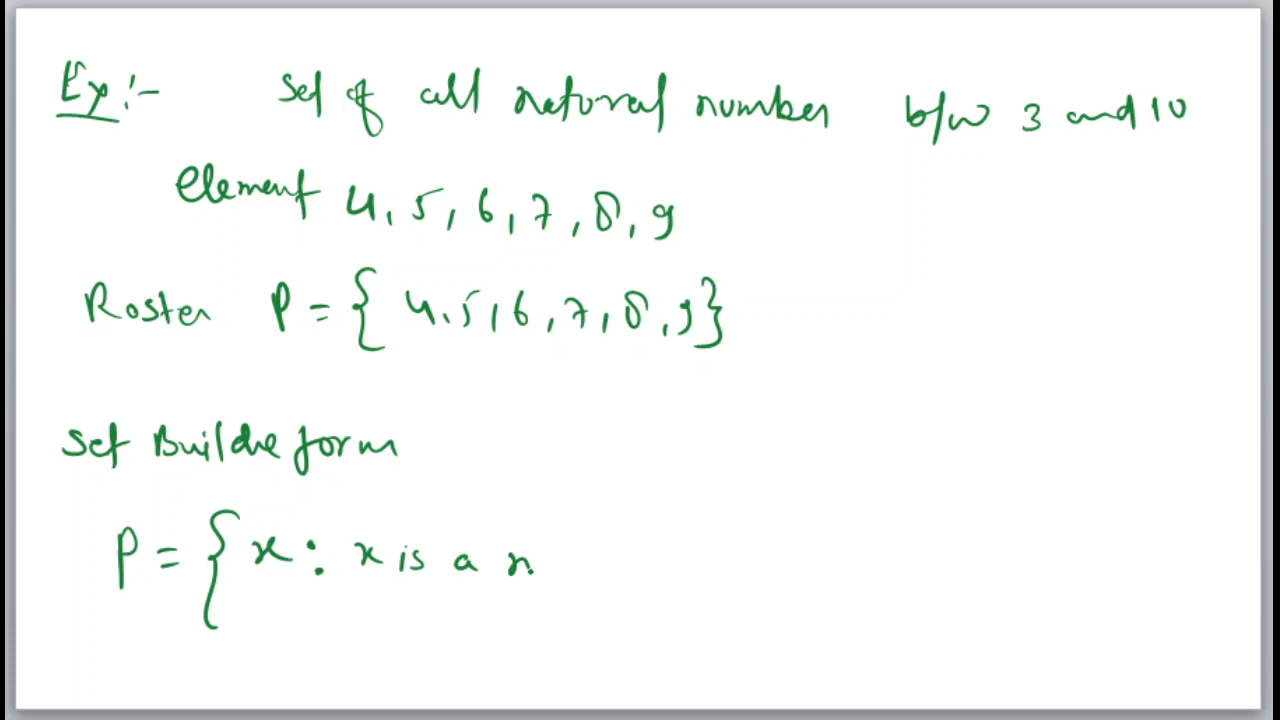 Ex :-  Set of all natural number b/w 3 and 10
element 4, 5, 6, 7, 8, 9
Roster P = { 4, 5, 6, 7, 8, 9}
Set Builde form
P = { x : x is a n